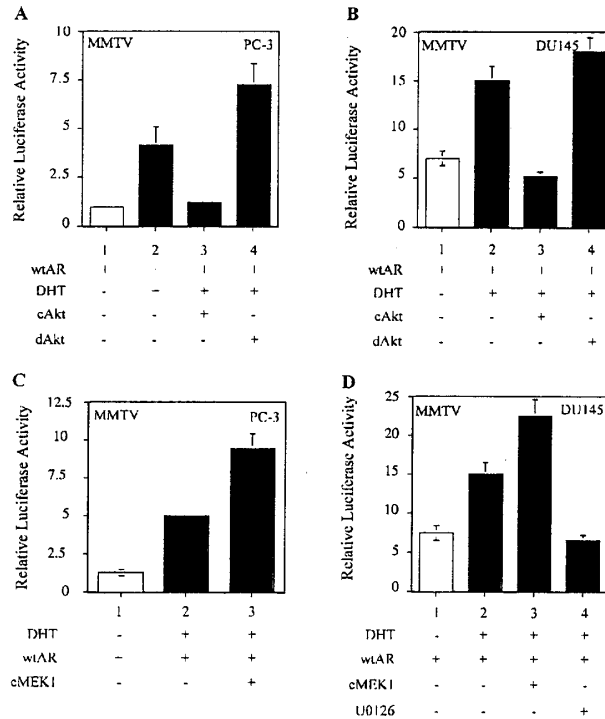 A
Relative Luciferase Activity
10
7.5
5
2.5
0
MMTV
PC-3
1 2 3 4
wtAR
DHT - + + +
cAkt - - + -
dAkt - - - +
B
Relative Luciferase Activity
20
15
10
5
0
MMTV
DU145
1 2 3 4
wtAR
DHT - + + +
cAkt - - + -
dAkt - - - +
C
Relative Luciferase Activity
12.5
10
7.5
5
2.5
0
MMTV
PC-3
1 2 3
DHT - + +
wtAR + + +
cMEK1 - - +
D
Relative Luciferase Activity
25
20
15
10
5
0
MMTV
DU145
1 2 3 4
DHT - + + +
wtAR + + + +
cMEK1 - - + -
U0126 - - - +